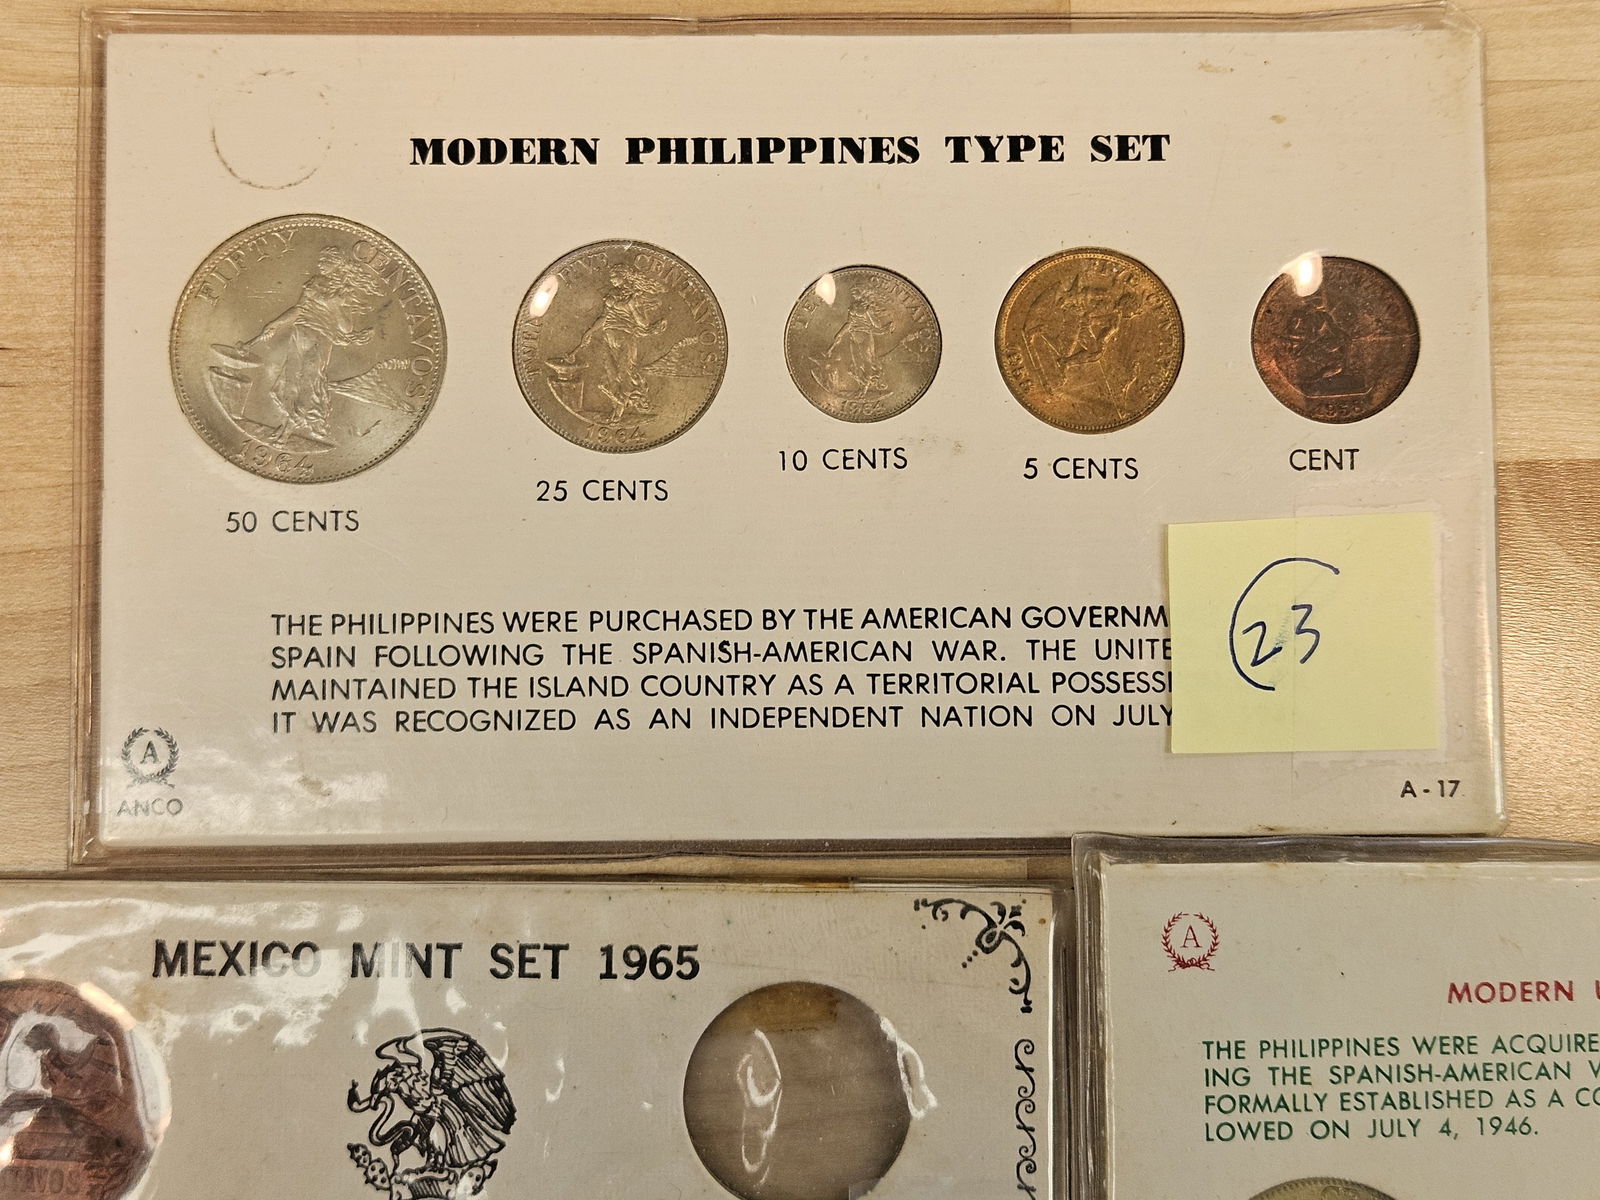 MODERN PHILIPPINES TYPE SET
FIFTY CENTAVOS
1964
CENTAVOS
1964
CENTAVOS
1964
50 CENTS
25 CENTS
10 CENTS
5 CENTS
CENT
THE PHILIPPINES WERE PURCHASED BY THE AMERICAN GOVERNM
SPAIN FOLLOWING THE SPANISH-AMERICAN WAR. THE UNITE
MAINTAINED THE ISLAND COUNTRY AS A TERRITORIAL POSSESSI
IT WAS RECOGNIZED AS AN INDEPENDENT NATION ON JULY
23
A
ANCO
A-17
MEXICO MINT SET 1965
A
MODERN
THE PHILIPPINES WERE ACQUIRE
ING THE SPANISH-AMERICAN W
FORMALLY ESTABLISHED AS A CO
LOWED ON JULY 4, 1946.